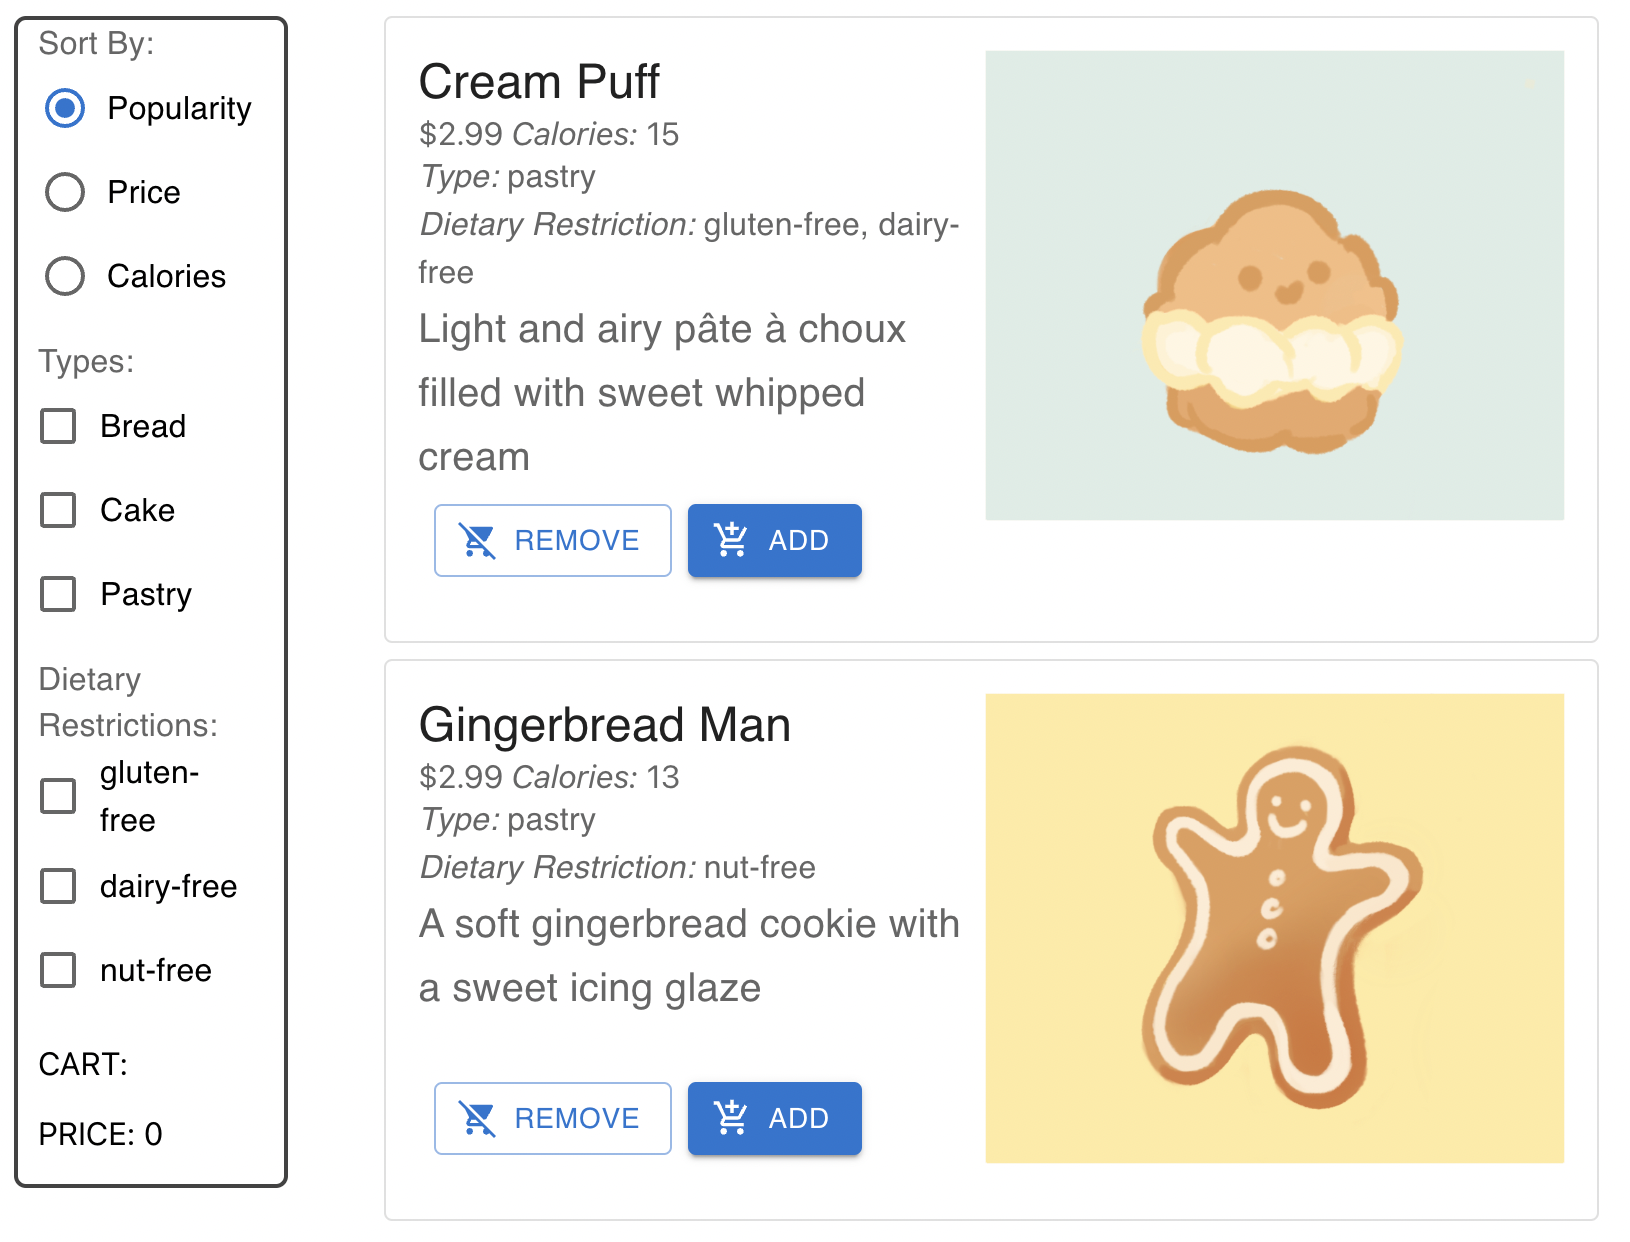 Sort By:
Popularity
Price
Calories
Types:
Bread
Cake
Pastry
Dietary
Restrictions:
gluten-
free
dairy-free
nut-free
CART:
PRICE: 0
Cream Puff
$2.99 Calories: 15
Type: pastry
Dietary Restriction: gluten-free, dairy-
free
Light and airy pâte à choux
filled with sweet whipped
cream
REMOVE
ADD
Gingerbread Man
$2.99 Calories: 13
Type: pastry
Dietary Restriction: nut-free
A soft gingerbread cookie with
a sweet icing glaze
REMOVE
ADD